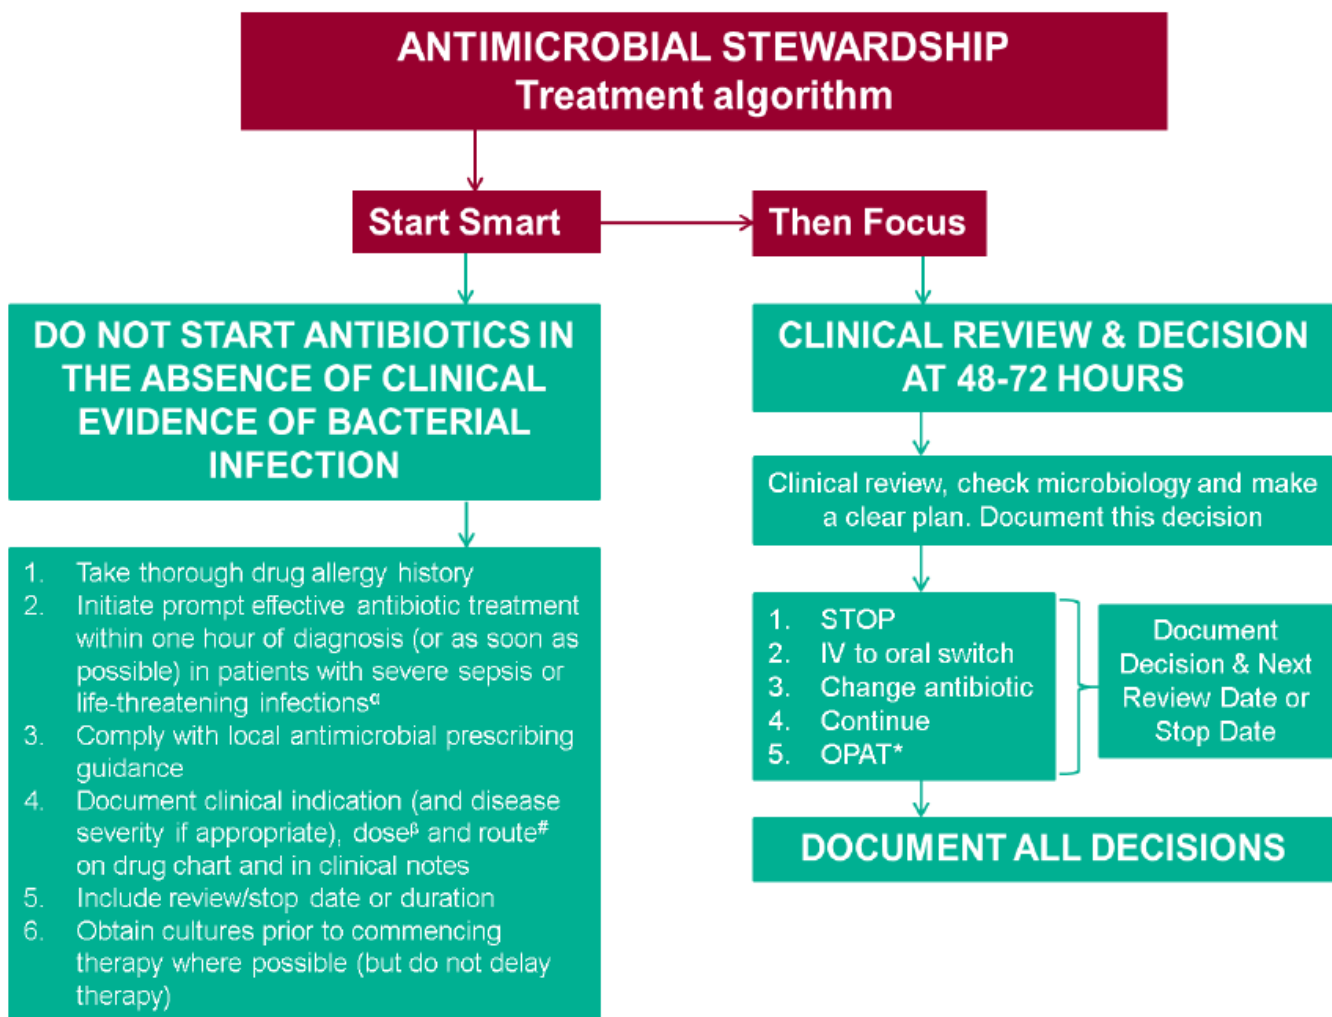 ANTIMICROBIAL STEWARDSHIP
Treatment algorithm
Start Smart
Then Focus
DO NOT START ANTIBIOTICS IN
THE ABSENCE OF CLINICAL
EVIDENCE OF BACTERIAL
INFECTION
1. Take thorough drug allergy history
2. Initiate prompt effective antibiotic treatment
within one hour of diagnosis (or as soon as
possible) in patients with severe sepsis or
life-threatening infectionsᵅ
3. Comply with local antimicrobial prescribing
guidance
4. Document clinical indication (and disease
severity if appropriate), doseᵝ and route#
on drug chart and in clinical notes
5. Include review/stop date or duration
6. Obtain cultures prior to commencing
therapy where possible (but do not delay
therapy)
CLINICAL REVIEW & DECISION
AT 48-72 HOURS
Clinical review, check microbiology and make
a clear plan. Document this decision
1. STOP
2. IV to oral switch
3. Change antibiotic
4. Continue
5. OPAT*
Document
Decision & Next
Review Date or
Stop Date
DOCUMENT ALL DECISIONS